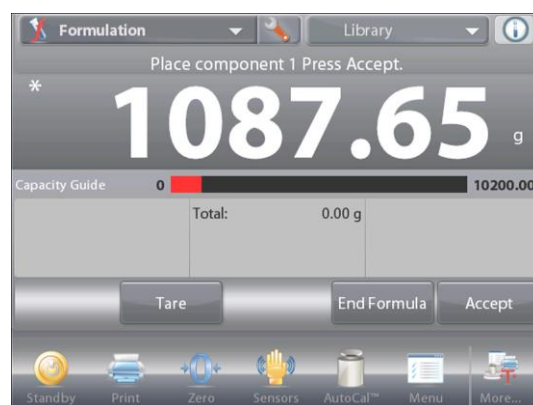 Formulation Library
Place component 1 Press Accept.
* 1087.65 g
Capacity Guide 0 10200.00
Total: 0.00 g
Tare End Formula Accept
Standby Print Zero Sensors AutoCal™ Menu More...